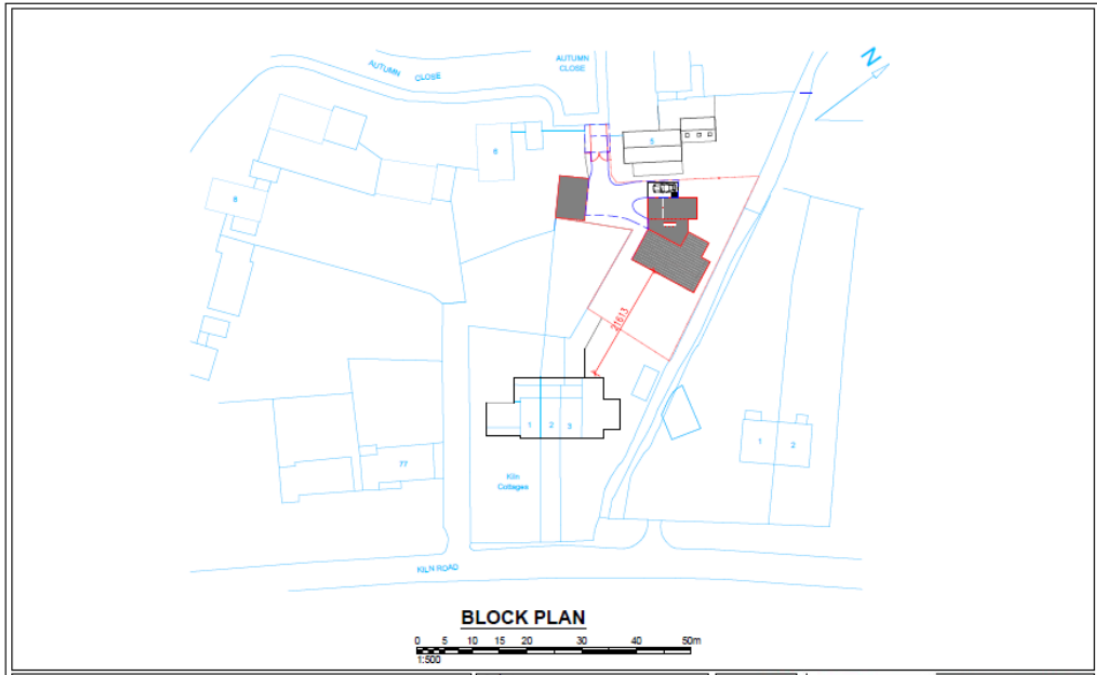 AUTUMN CLOSE
AUTUMN
CLOSE
N
6
5
8
21613
1
2
3
1
2
77
Kiln
Cottages
KILN ROAD
BLOCK PLAN
0 5 10 15 20 30 40 50m
1:500